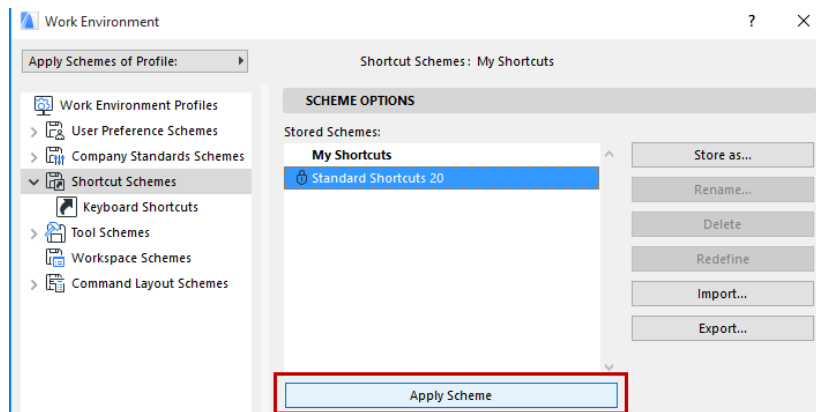 Work Environment
?
Apply Schemes of Profile:
Shortcut Schemes: My Shortcuts
Work Environment Profiles
User Preference Schemes
Company Standards Schemes
Shortcut Schemes
Keyboard Shortcuts
Tool Schemes
Workspace Schemes
Command Layout Schemes
SCHEME OPTIONS
Stored Schemes:
My Shortcuts
Standard Shortcuts 20
Store as...
Rename...
Delete
Redefine
Import...
Export...
Apply Scheme